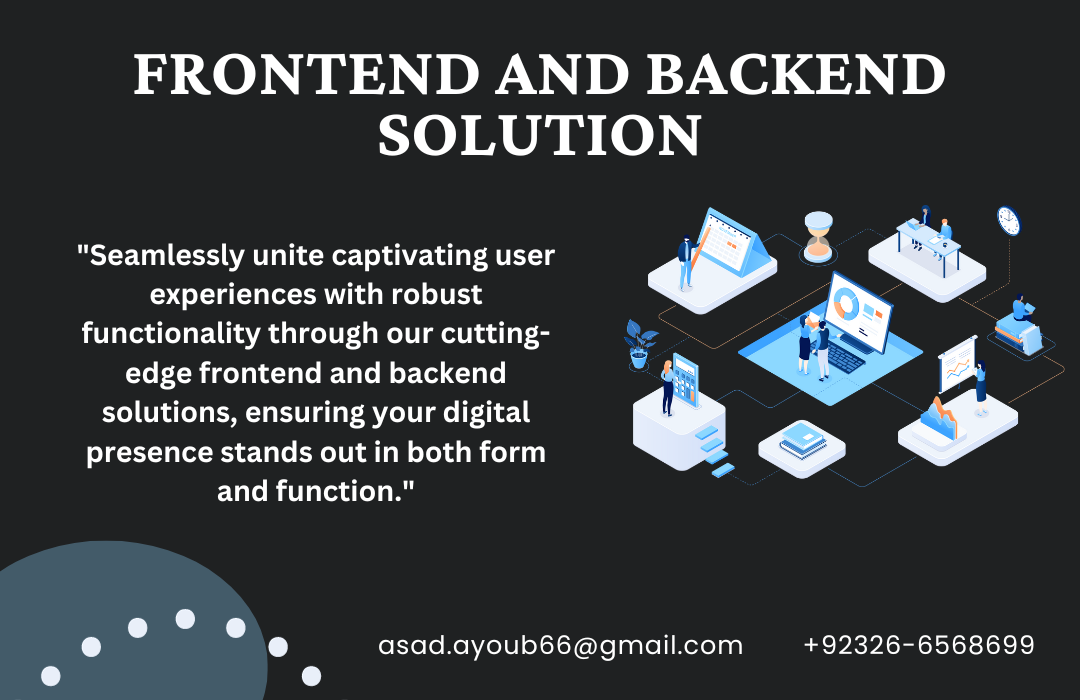 FRONTEND AND BACKEND
SOLUTION
"Seamlessly unite captivating user
experiences with robust
functionality through our cutting-
edge frontend and backend
solutions, ensuring your digital
presence stands out in both form
and function."
asad.ayoub66@gmail.com
+92326-6568699